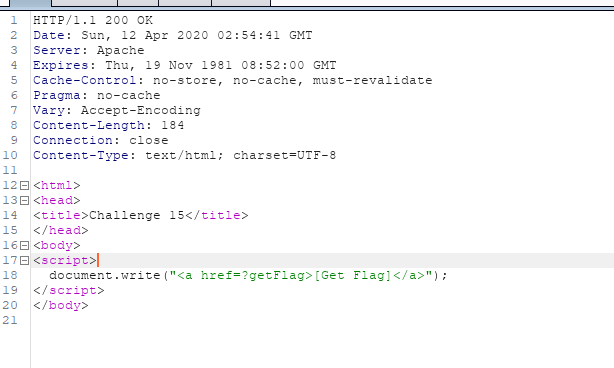 1 HTTP/1.1 200 OK
2 Date: Sun, 12 Apr 2020 02:54:41 GMT
3 Server: Apache
4 Expires: Thu, 19 Nov 1981 08:52:00 GMT
5 Cache-Control: no-store, no-cache, must-revalidate
6 Pragma: no-cache
7 Vary: Accept-Encoding
8 Content-Length: 184
9 Connection: close
10 Content-Type: text/html; charset=UTF-8
11
12 <html>
13 <head>
14 <title>Challenge 15</title>
15 </head>
16 <body>
17 <script>
18   document.write("<a href=?getFlag>[Get Flag]</a>");
19 </script>
20 </body>
21